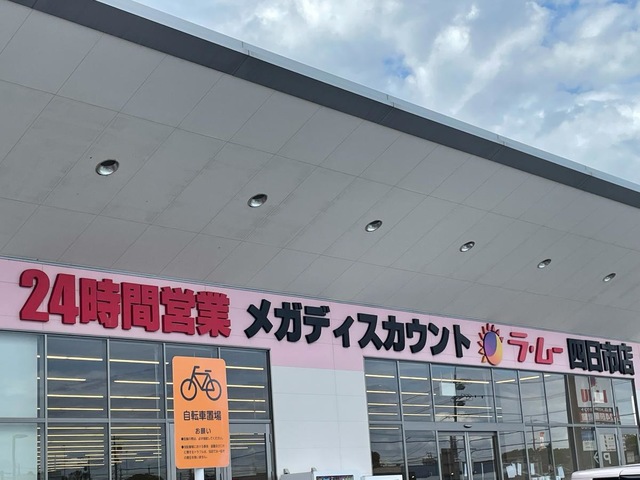 24時間営業 メガディスカウント ラ・ムー 四日市店
自転車置場
お願い